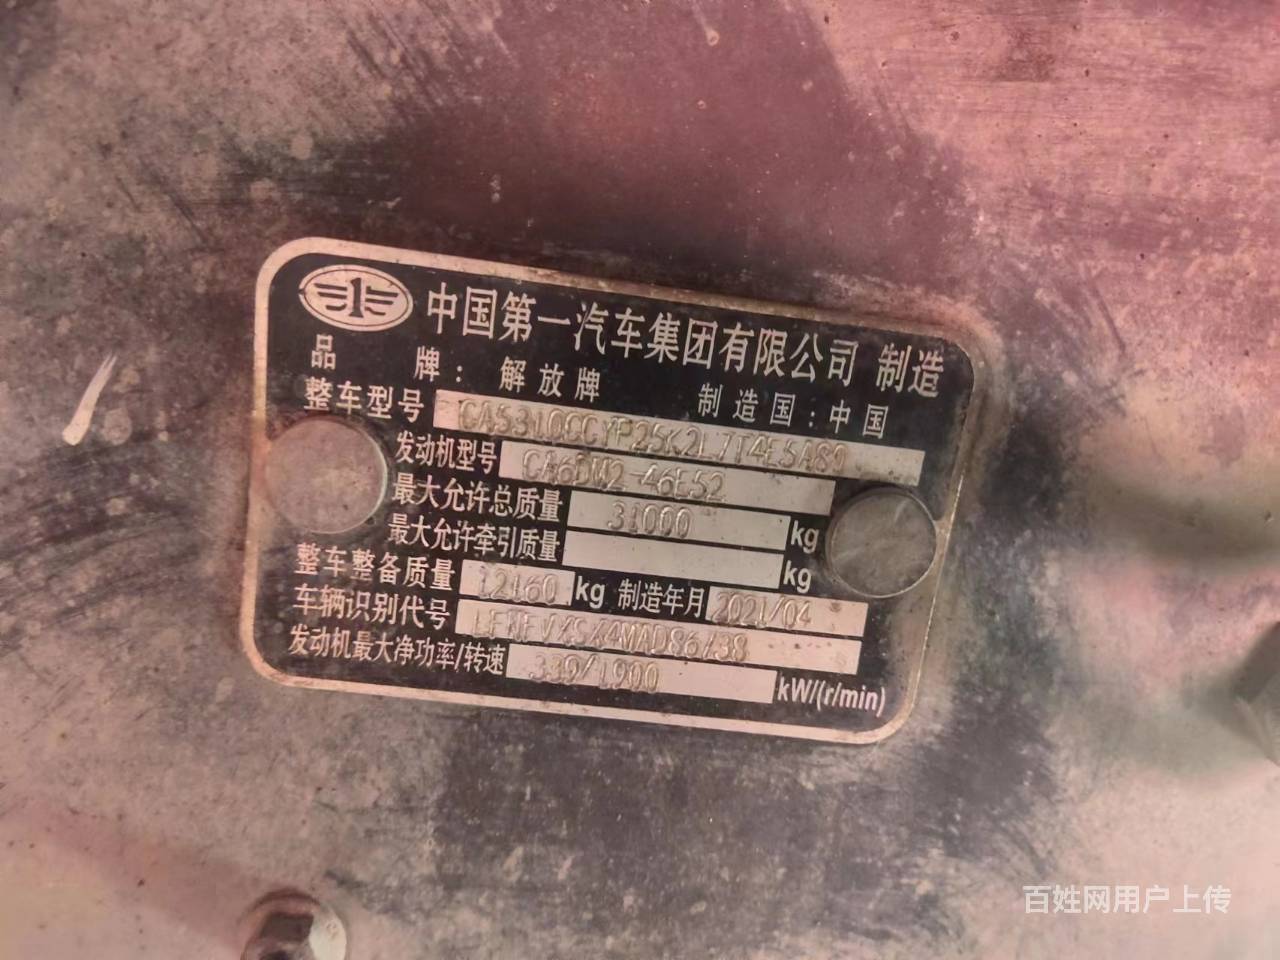 中国第一汽车集团有限公司 制造
品 牌：解放牌 制造国：中国
整车型号 CA5310CCYP25K2L7T4E5A80
发动机型号 CA6DM2-46E52
最大允许总质量 31000 kg
最大允许牵引质量 kg
整车整备质量 12160 kg 制造年月 2021/04
车辆识别代号
发动机最大净功率/转速 339/1900 kW/(r/min)
百姓网用户上传